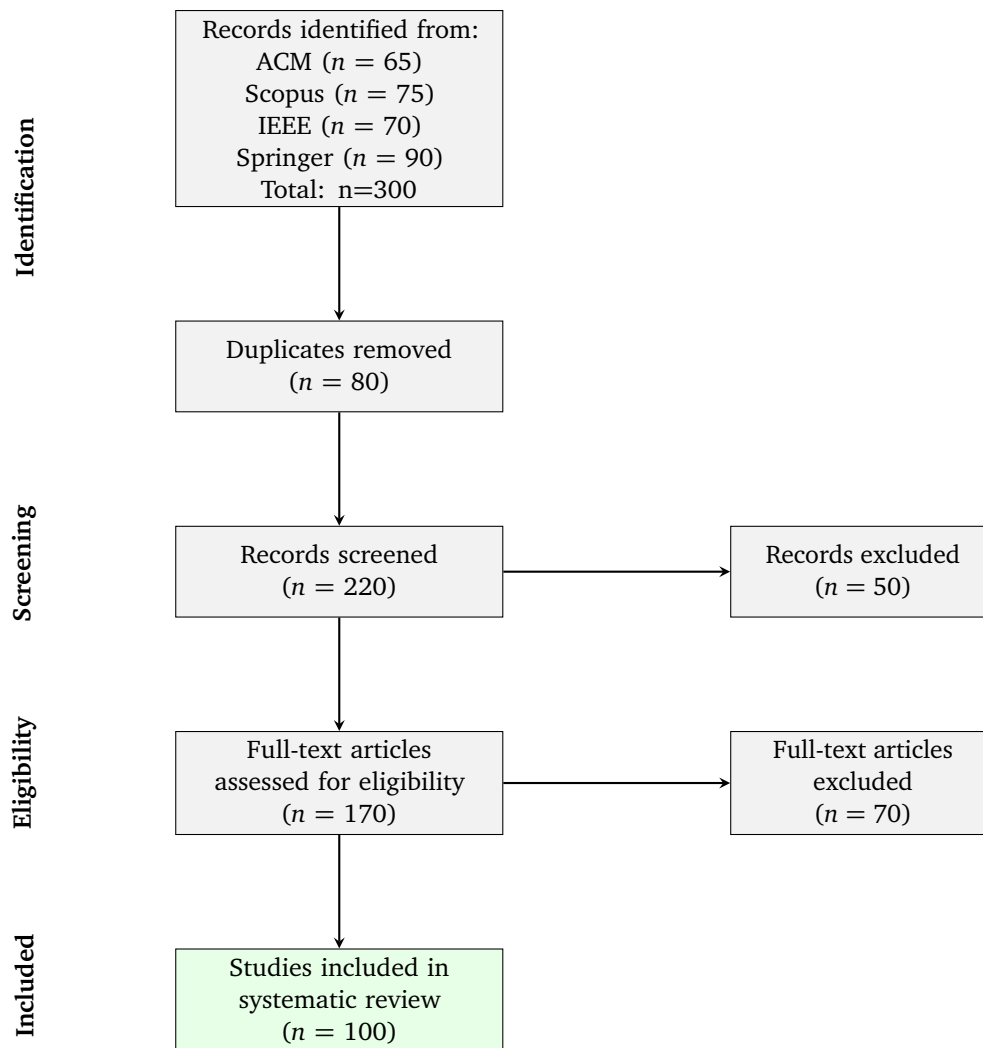 Records identified from:
ACM (n = 65)
Scopus (n = 75)
IEEE (n = 70)
Springer (n = 90)
Total: n=300
Identification
Duplicates removed
(n = 80)
Screening
Records screened
(n = 220)
Records excluded
(n = 50)
Eligibility
Full-text articles
assessed for eligibility
(n = 170)
Full-text articles
excluded
(n = 70)
Included
Studies included in
systematic review
(n = 100)